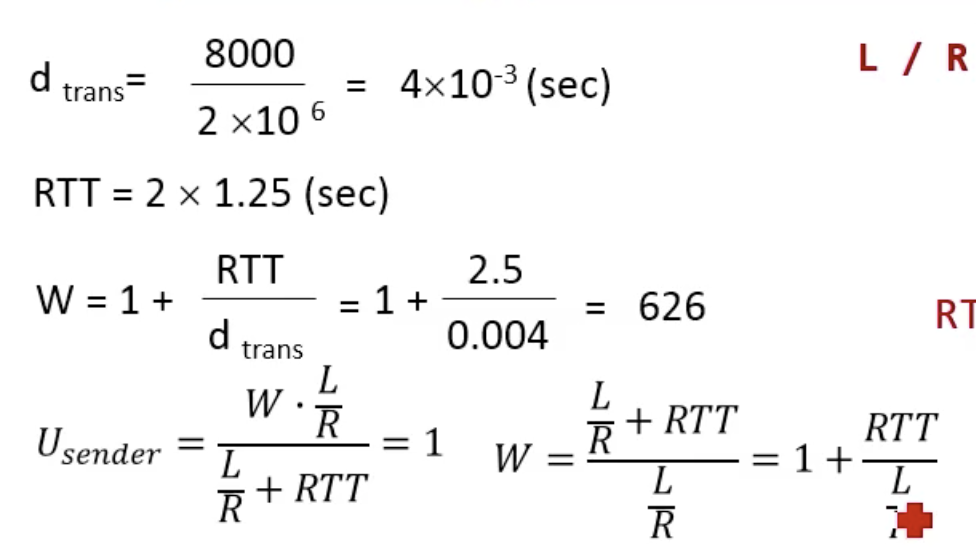 d trans = 8000 / 2 ×10 6 = 4×10-3 (sec)
L / R
RTT = 2 × 1.25 (sec)
W = 1 + RTT / d trans = 1 + 2.5 / 0.004 = 626
U sender = W · L/R / L/R + RTT = 1
W = L/R + RTT / L/R = 1 + RTT / L